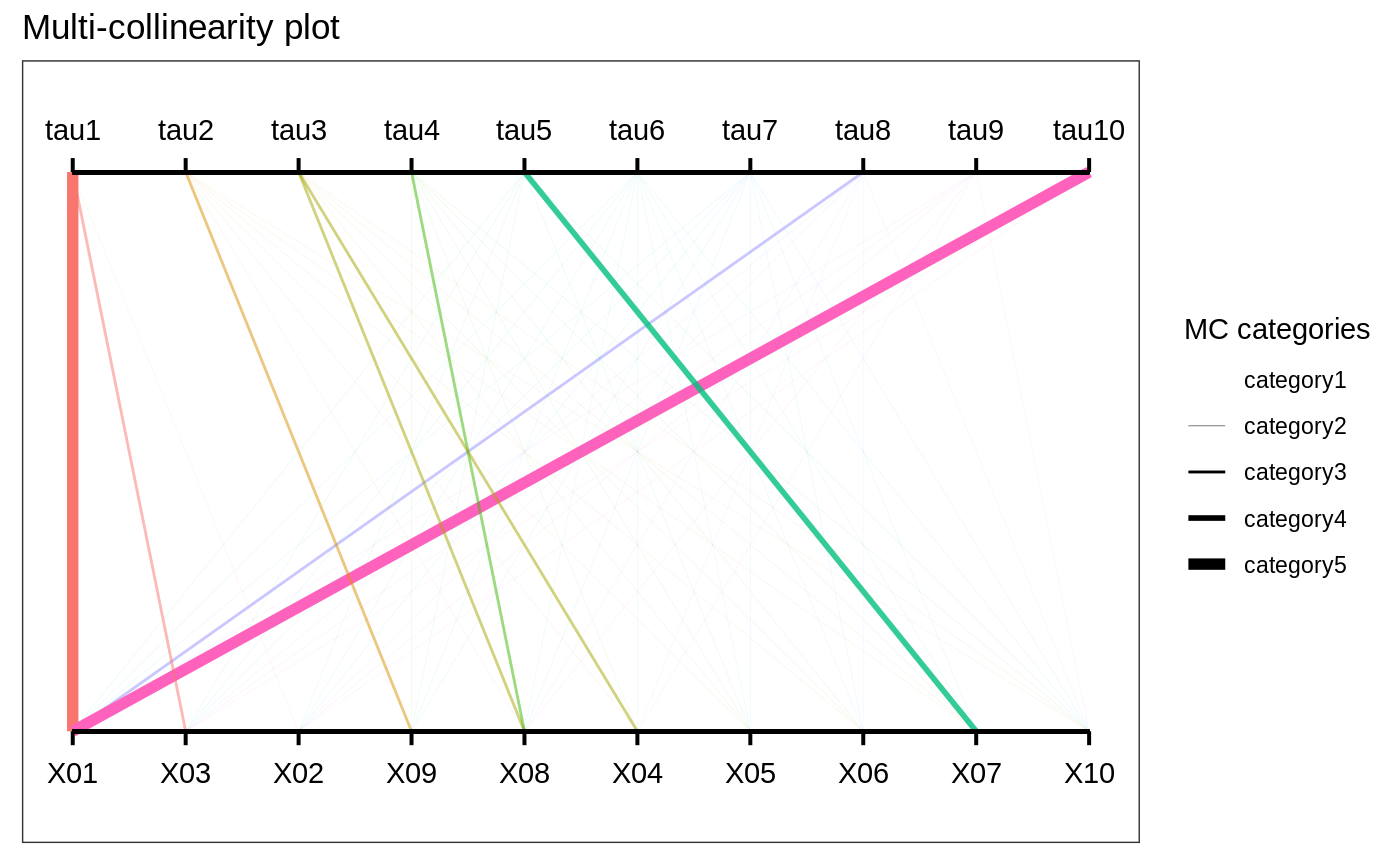 Multi-collinearity plot
tau1 tau2 tau3 tau4 tau5 tau6 tau7 tau8 tau9 tau10
X01 X03 X02 X09 X08 X04 X05 X06 X07 X10
MC categories
category1
category2
category3
category4
category5